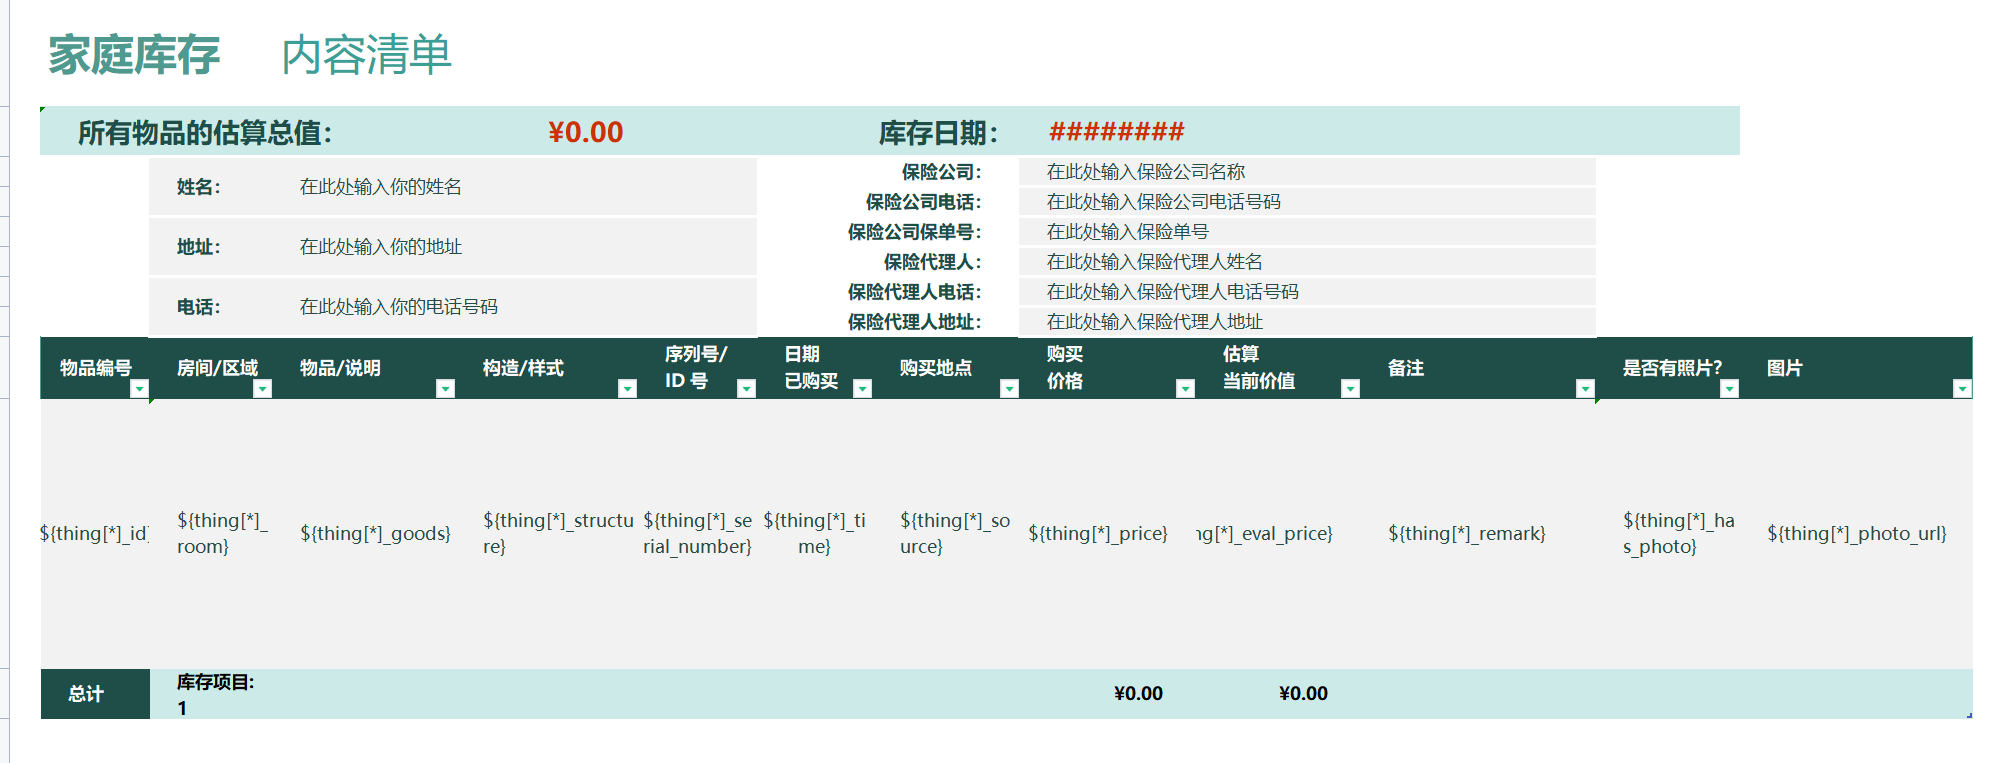 家庭库存 内容清单
所有物品的估算总值： ¥0.00 库存日期： ########
姓名： 在此处输入你的姓名
地址： 在此处输入你的地址
电话： 在此处输入你的电话号码
保险公司： 在此处输入保险公司名称
保险公司电话： 在此处输入保险公司电话号码
保险公司保单号： 在此处输入保险单号
保险代理人： 在此处输入保险代理人姓名
保险代理人电话： 在此处输入保险代理人电话号码
保险代理人地址： 在此处输入保险代理人地址
物品编号
房间/区域
物品/说明
构造/样式
序列号/
ID 号
日期
已购买
购买地点
购买
价格
估算
当前价值
备注
是否有照片?
图片
${thing[*]_id
${thing[*]_
room}
${thing[*]_goods}
${thing[*]_structu
re}
${thing[*]_se
rial_number}
${thing[*]_ti
me}
${thing[*]_so
urce}
${thing[*]_price}
ng[*]_eval_price}
${thing[*]_remark}
${thing[*]_ha
s_photo}
${thing[*]_photo_url}
总计
库存项目:
1
¥0.00
¥0.00